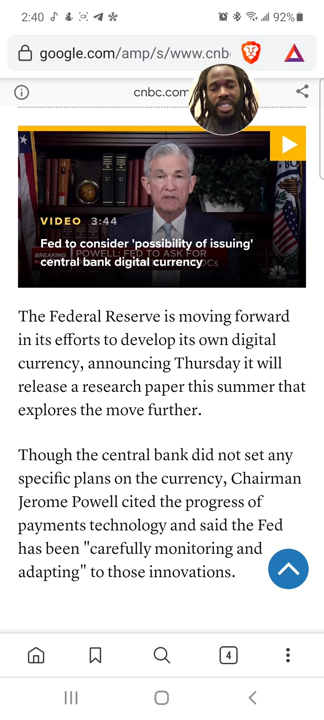 2:40
92%
google.com/amp/s/www.cnb
cnbc.com
VIDEO 3:44
Fed to consider 'possibility of issuing'
BREAKING POWELL: FED TO ASK FOR
central bank digital currency
The Federal Reserve is moving forward
in its efforts to develop its own digital
currency, announcing Thursday it will
release a research paper this summer that
explores the move further.
Though the central bank did not set any
specific plans on the currency, Chairman
Jerome Powell cited the progress of
payments technology and said the Fed
has been "carefully monitoring and
adapting" to those innovations.
4